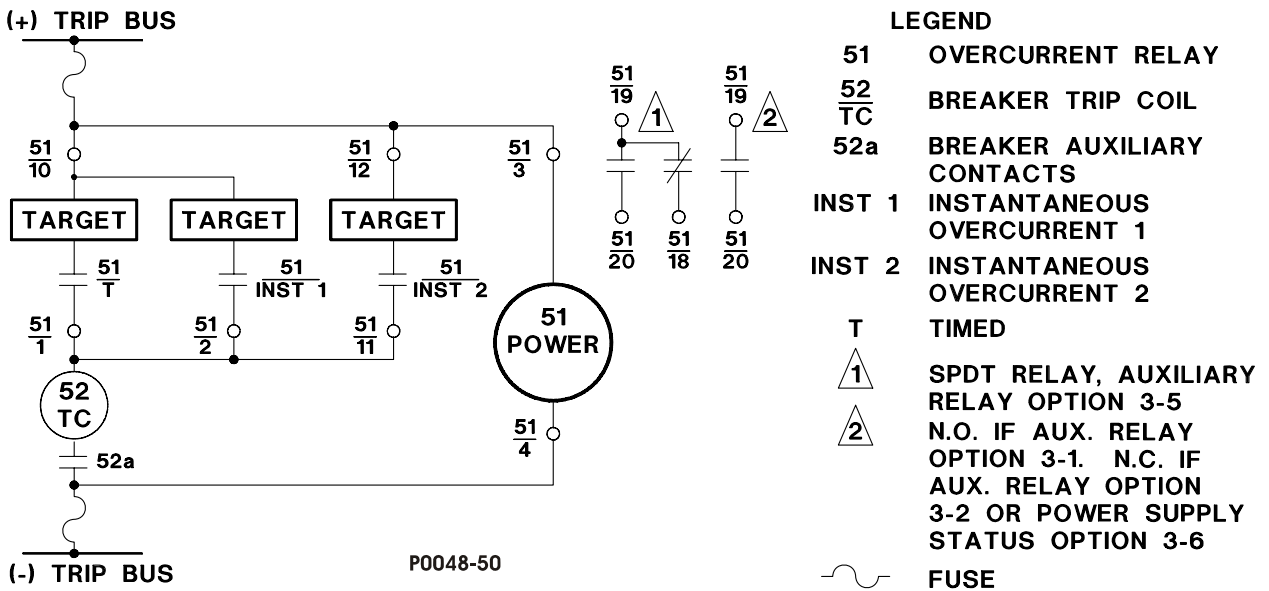 (+) TRIP BUS
51
10
51
12
51
3
TARGET
TARGET
TARGET
51
T
51
INST 1
51
INST 2
51
1
51
2
51
11
51
POWER
52
TC
51
4
52a
(-) TRIP BUS
P0048-50
51
19
1
51
19
2
51
20
51
18
51
20
LEGEND
51 OVERCURRENT RELAY
52
TC BREAKER TRIP COIL
52a BREAKER AUXILIARY
CONTACTS
INST 1 INSTANTANEOUS
OVERCURRENT 1
INST 2 INSTANTANEOUS
OVERCURRENT 2
T TIMED
1 SPDT RELAY, AUXILIARY
RELAY OPTION 3-5
2 N.O. IF AUX. RELAY
OPTION 3-1. N.C. IF
AUX. RELAY OPTION
3-2 OR POWER SUPPLY
STATUS OPTION 3-6
FUSE